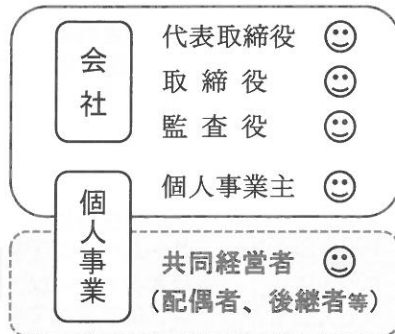 会社
代表取締役
取締役
監査役
個人事業
個人事業主
共同経営者
(配偶者、後継者等)